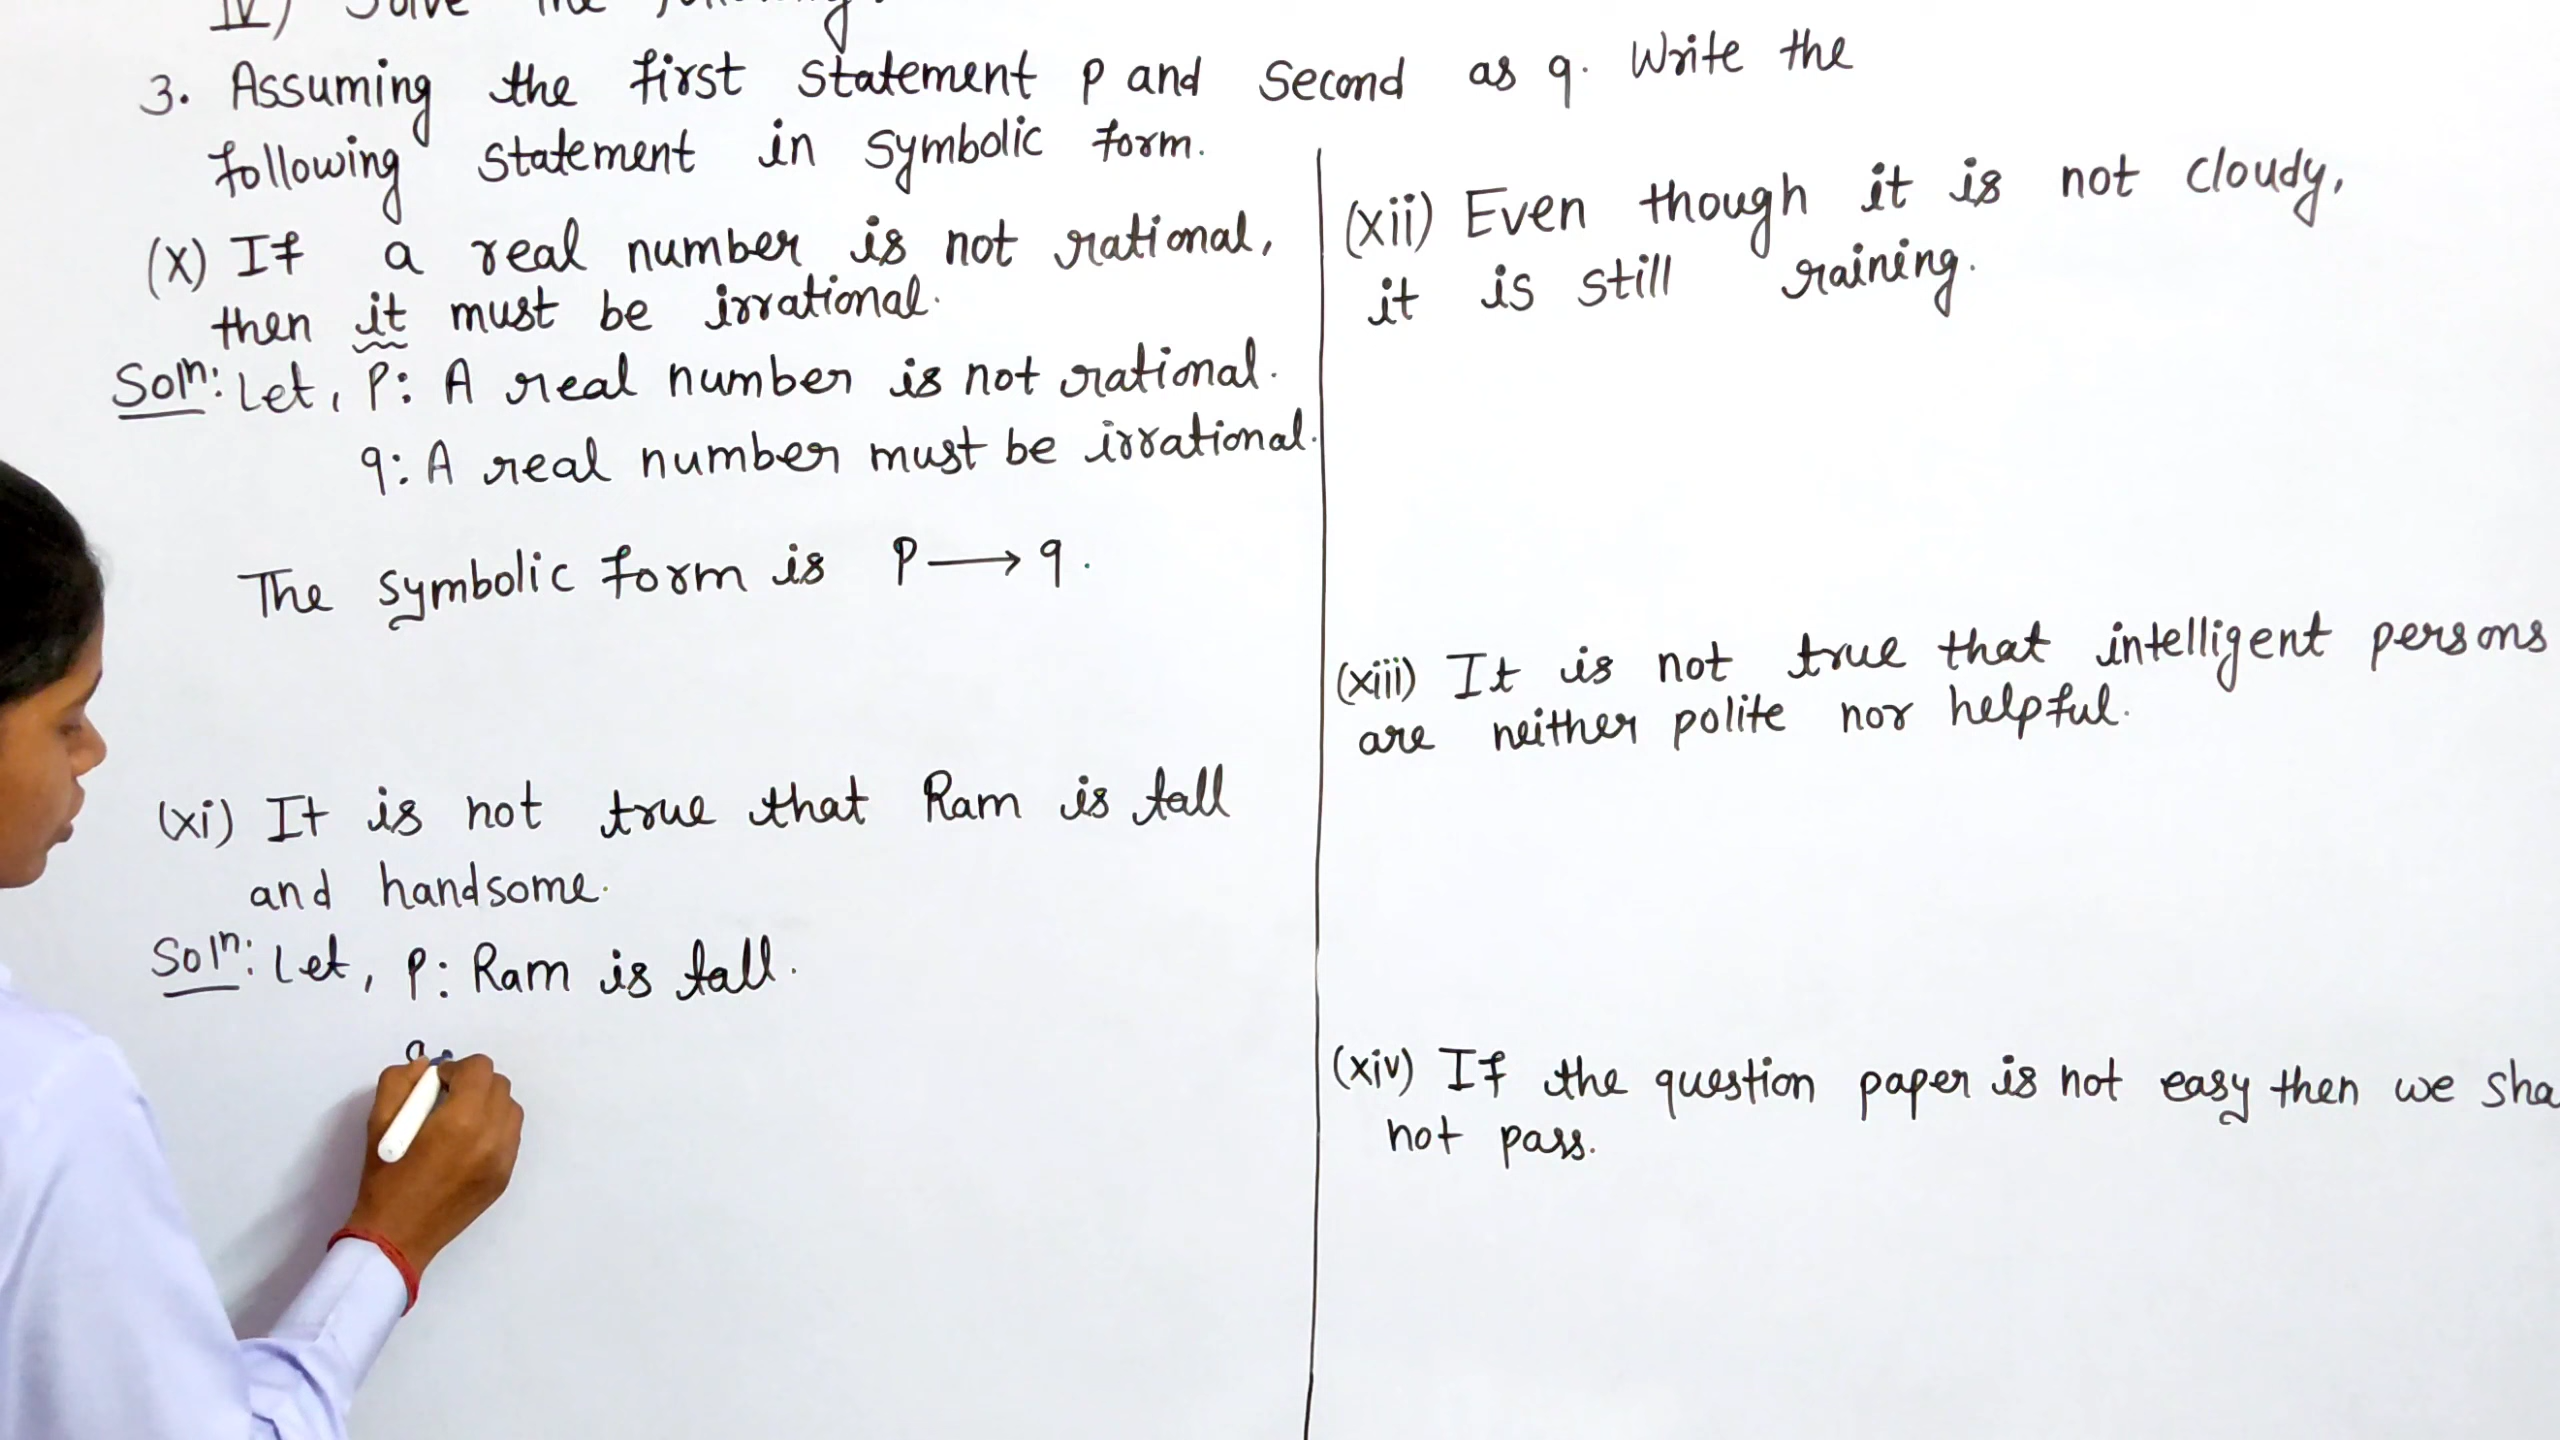 IV) Solve the following.
3. Assuming the first statement p and second as q. Write the
following statement in symbolic form.
(x) If a real number is not rational,
then it must be irrational.
Solⁿ: Let, P: A real number is not rational.
q: A real number must be irrational.
The symbolic form is P ⟶ q.
(xi) It is not true that Ram is tall
and handsome.
Solⁿ: Let, p: Ram is tall.
q:
(xii) Even though it is not cloudy,
it is still raining.
(xiii) It is not true that intelligent persons
are neither polite nor helpful.
(xiv) If the question paper is not easy then we sha
not pass.